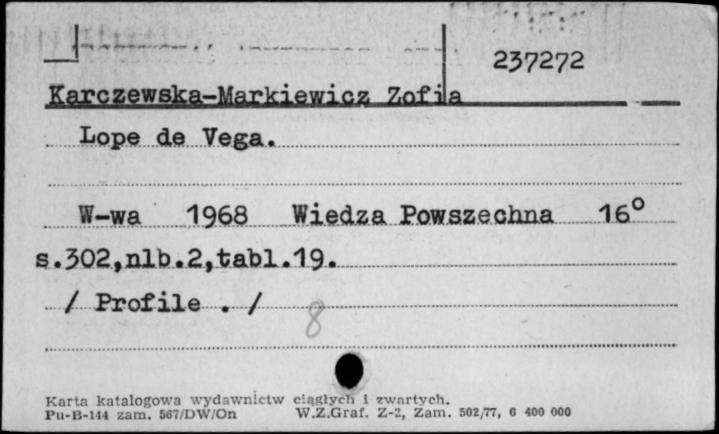 237272
Karczewska-Markiewicz Zofia
Lope de Vega.
W-wa 1968 Wiedza Powszechna 16°
s.302,nlb.2,tabl.19.
/ Profile . /
8
Karta katalogowa wydawnictw ciągłych i zwartych.
Pu-B-144 zam. 567/DW/On W.Z.Graf. Z-2, Zam. 502/77, 6 400 000